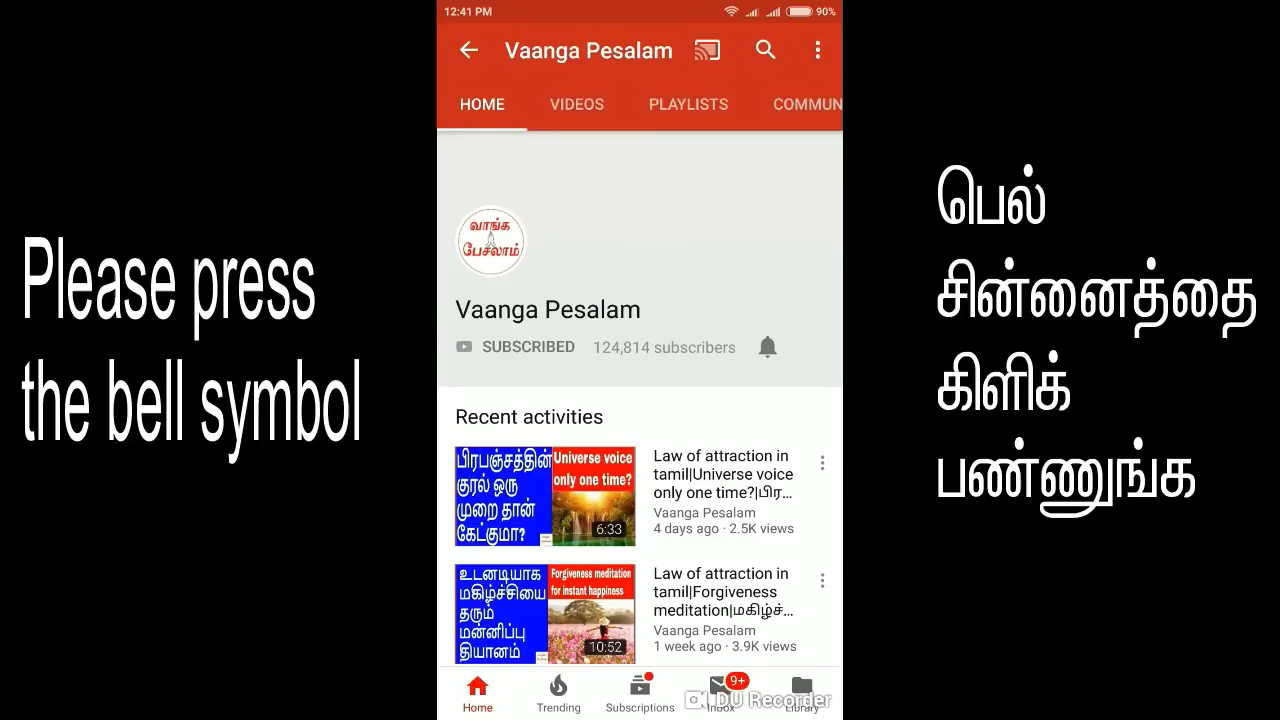 Please press
the bell symbol
12:41 PM
90%
Vaanga Pesalam
HOME VIDEOS PLAYLISTS COMMUN
வாங்க
பேசலாம்
Vaanga Pesalam
SUBSCRIBED 124,814 subscribers
Recent activities
பிரபஞ்சத்தின்
குரல் ஒரு
முறை தான்
கேட்குமா?
Universe voice
only one time?
6:33
Law of attraction in
tamil|Universe voice
only one time?|பிர...
Vaanga Pesalam
4 days ago · 2.5K views
உடனடியாக
மகிழ்ச்சியை
தரும்
மன்னிப்பு
தியானம்
Forgiveness meditation
for instant happiness
10:52
Law of attraction in
tamil|Forgiveness
meditation|மகிழ்ச்...
Vaanga Pesalam
1 week ago · 3.9K views
9+
Home Trending Subscriptions Inbox Library
DU Recorder
பெல்
சின்னைத்தை
கிளிக்
பண்ணுங்க